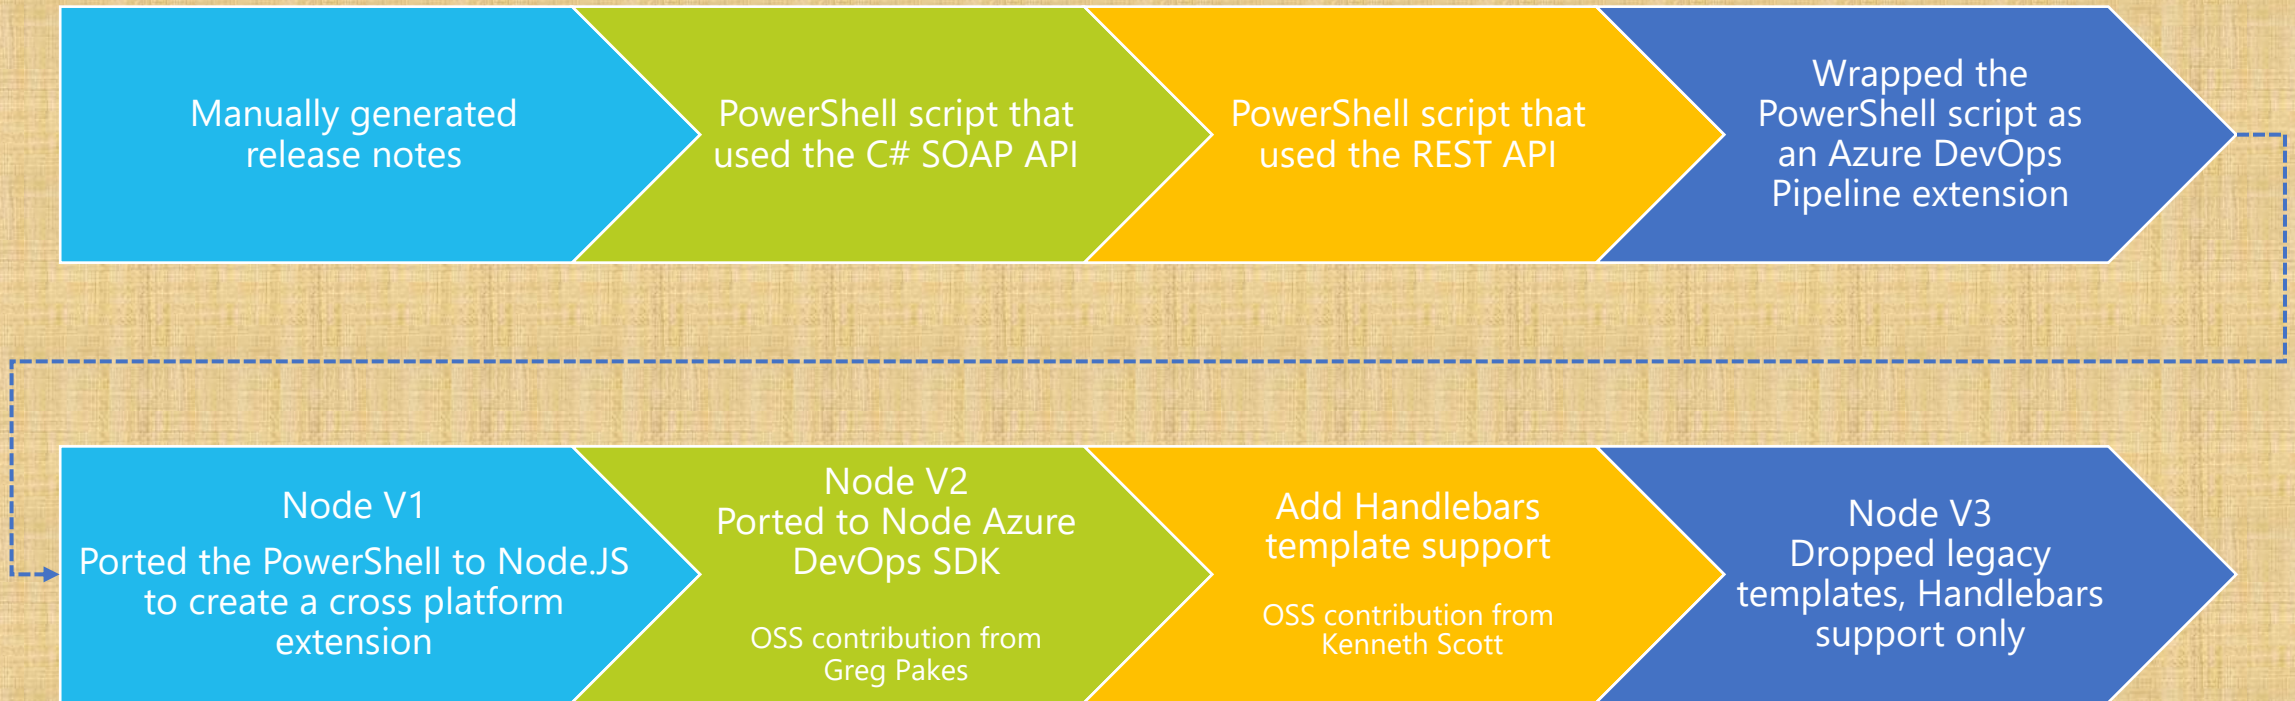 Manually generated
release notes
PowerShell script that
used the C# SOAP API
PowerShell script that
used the REST API
Wrapped the
PowerShell script as
an Azure DevOps
Pipeline extension
Node V1
Ported the PowerShell to Node.JS
to create a cross platform
extension
Node V2
Ported to Node Azure
DevOps SDK
OSS contribution from
Greg Pakes
Add Handlebars
template support
OSS contribution from
Kenneth Scott
Node V3
Dropped legacy
templates, Handlebars
support only